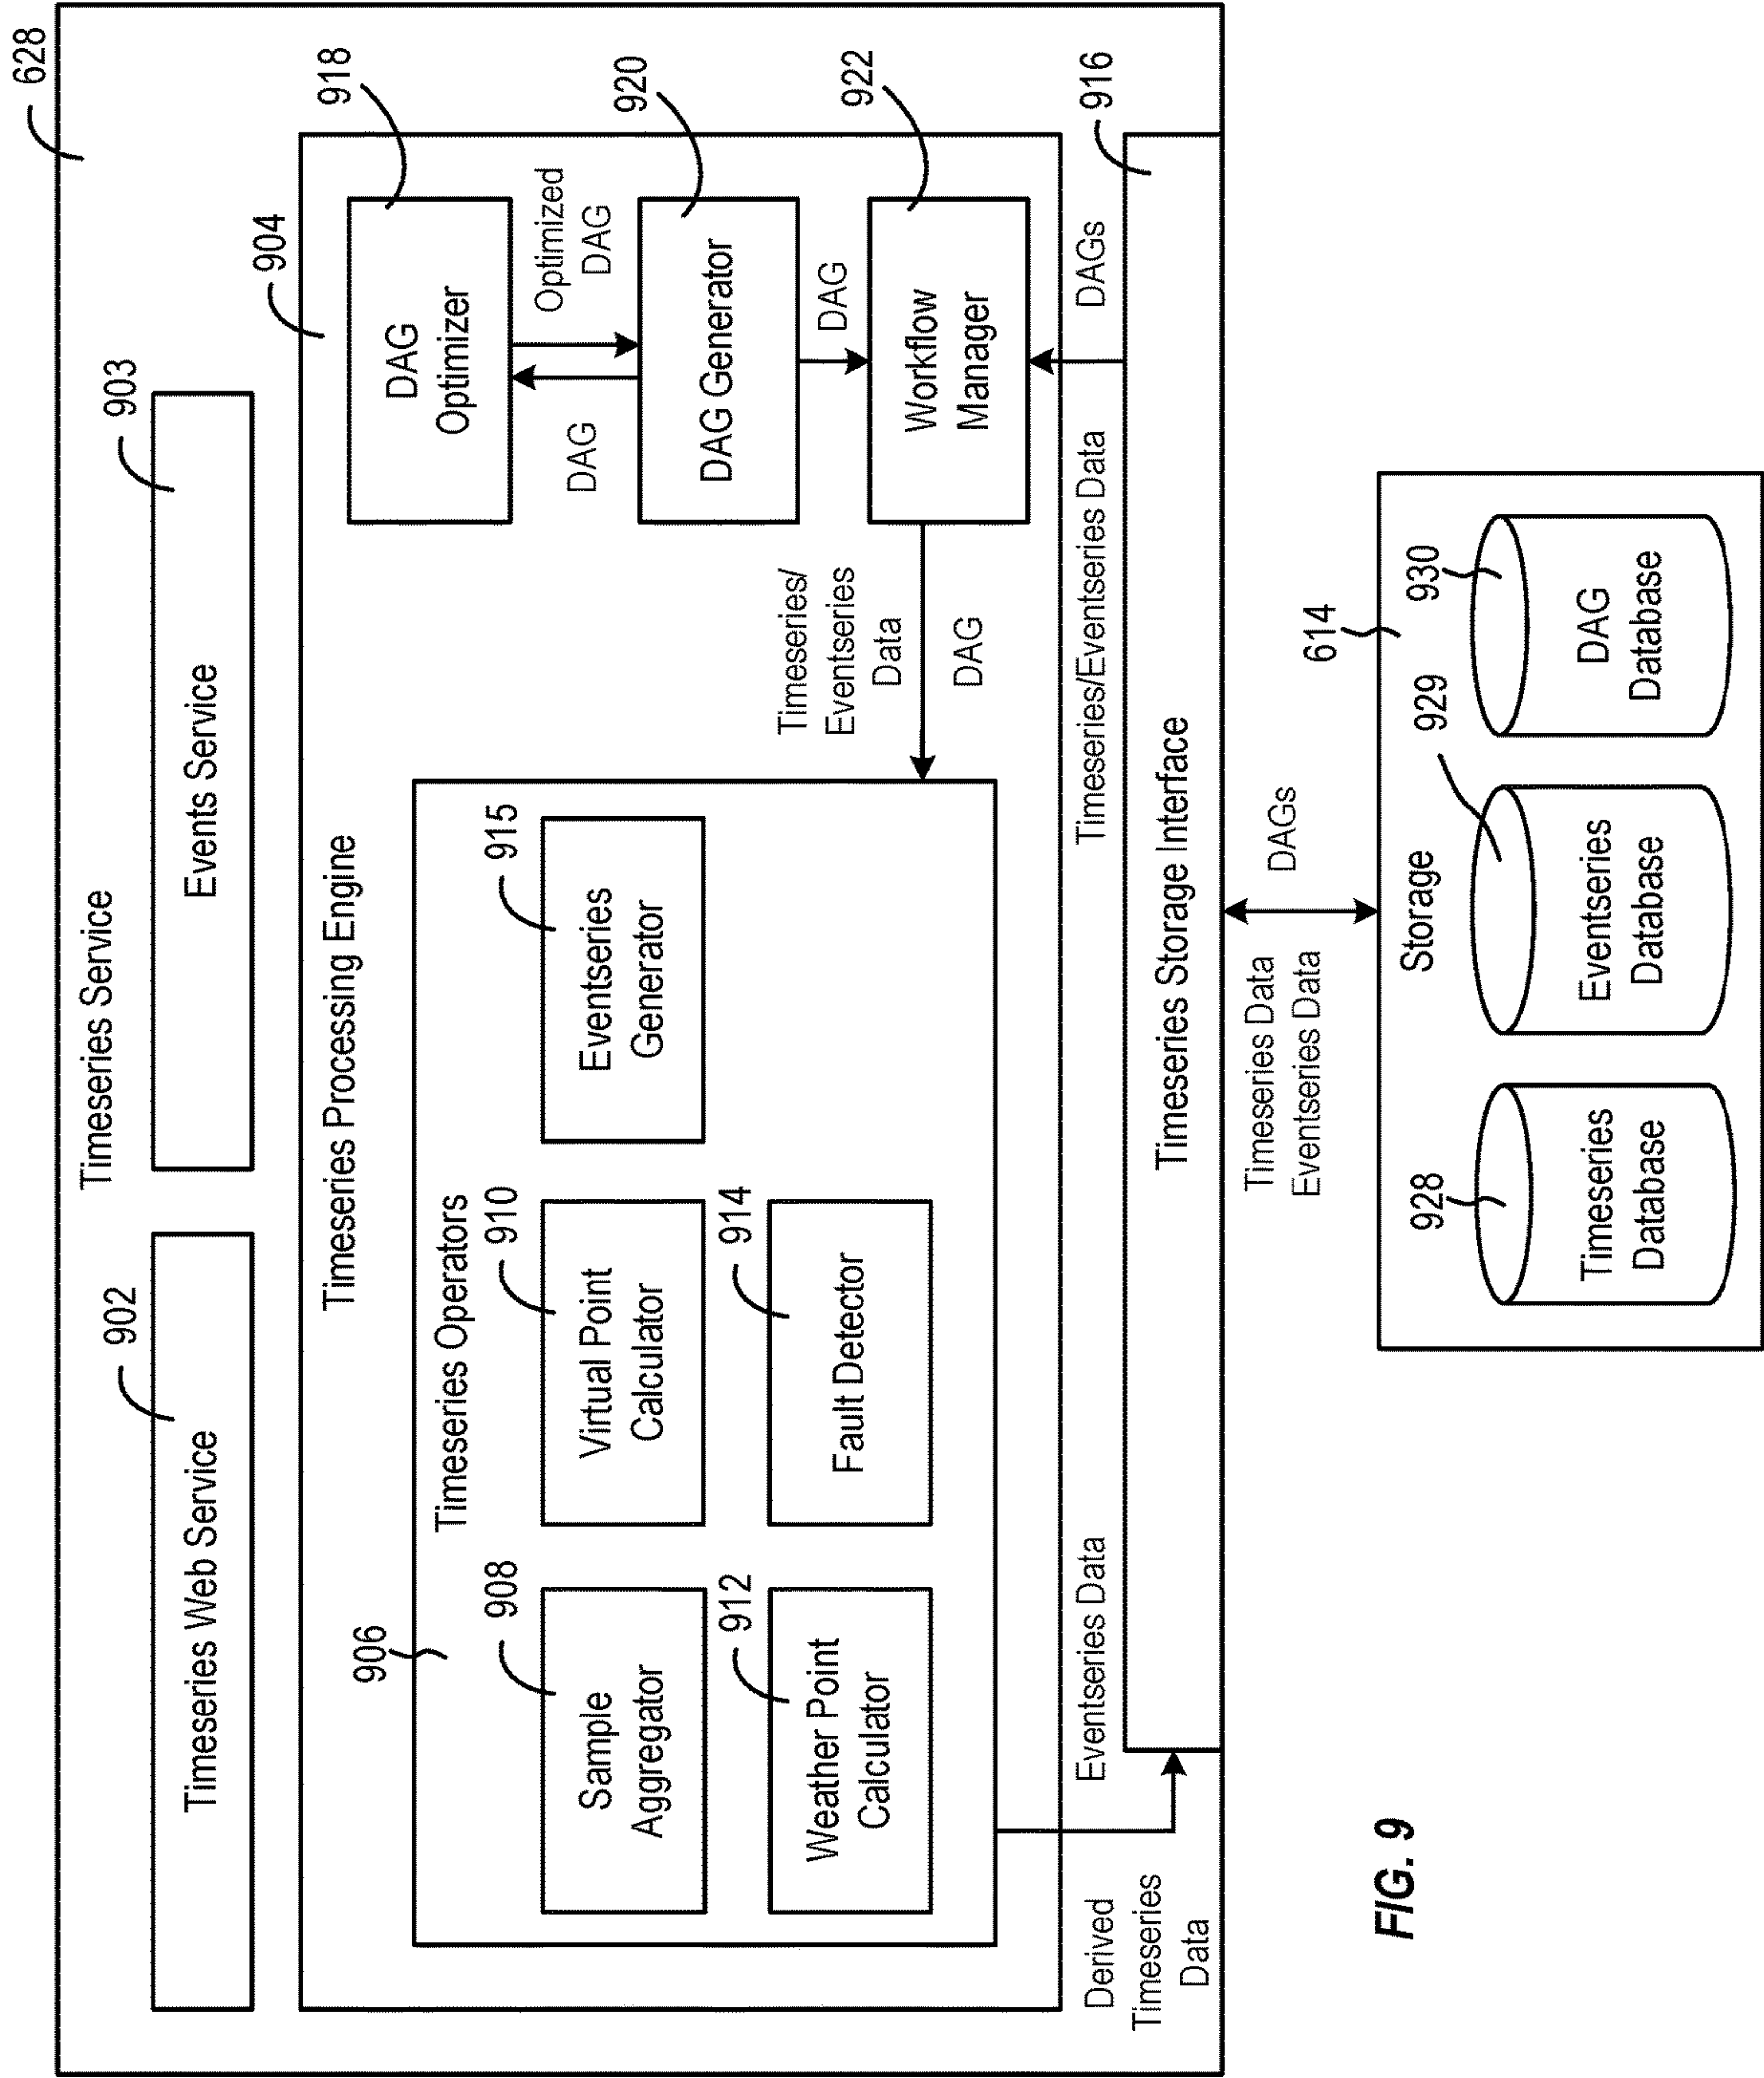 628
Timeseries Service
902
903
Timeseries Web Service
Events Service
904
Timeseries Processing Engine
918
906
Timeseries Operators
DAG
Optimizer
908
910
915
Sample
Aggregator
Virtual Point
Calculator
Eventseries
Generator
DAG
Optimized
DAG
920
DAG Generator
912
914
Weather Point
Calculator
Fault Detector
Timeseries/
Eventseries
Data
DAG
DAG
922
Workflow
Manager
Derived
Timeseries
Data
Eventseries Data
Timeseries/Eventseries Data
DAGs
916
Timeseries Storage Interface
Timeseries Data
Eventseries Data
DAGs
614
Storage
928
929
930
Timeseries
Database
Eventseries
Database
DAG
Database
FIG. 9